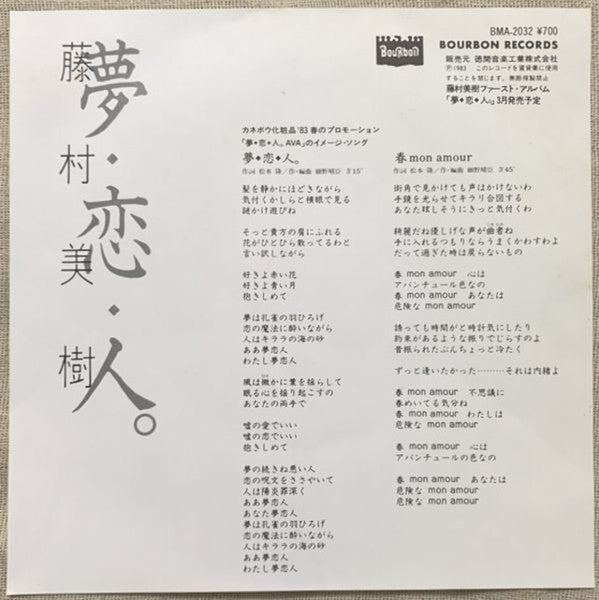 夢・恋・人。
藤村美樹
BOURBON
BMA-2032 ¥700
BOURBON RECORDS
販売元 徳間音楽工業株式会社
Ⓟ1983 このレコードを賃貸業に使用
することを禁じます。無断複製禁止
藤村美樹ファースト・アルバム
「夢・恋・人。」3月発売予定
カネボウ化粧品'83春のプロモーション
「夢・恋・人。AVA」のイメージ・ソング
夢・恋・人。
作詞 松本 隆/作・編曲 細野晴臣 3'15"
髪を静かにほどきながら
気付くかしらと横眼で見る
謎かけ遊びね
そっと貴方の肩にふれる
花がひとひら散ってるわと
言い訳しながら
好きよ赤い花
好きよ青い月
抱きしめて
夢は孔雀の羽ひろげ
恋の魔法に酔いながら
人はキララの海の砂
ああ夢恋人
わたし夢恋人
風は微かに葉を揺らして
眠る心を揺り起こすの
あなたの両手で
嘘の愛でいい
嘘の恋でいい
抱きしめて
夢の続きね悪い人
恋の呪文をささやいて
人は陽炎罪深く
ああ夢恋人
あなた夢恋人
夢は孔雀の羽ひろげ
恋の魔法に酔いながら
人はキララの海の砂
ああ夢恋人
わたし夢恋人
春 mon amour
作詞 松本 隆/作・編曲 細野晴臣 3'45"
街角で見かけても声はかけないわ
手鏡を光らせてキラリ合図する
あなた眩しそうにきっと気付くわ
綺麗だね優しげな声が曲者ね
手に入れるつもりならうまくかわすわよ
だって過ぎた時は戻らないもの
春 mon amour 心は
アバンチュール色なの
春 mon amour あなたは
危険な mon amour
誘っても時間がと時計気にしたり
約束があるような振りでじらすのよ
昔振られたぶんちょっと冷たく
ずっと逢いたかった………それは内緒よ
春 mon amour 不思議に
春めいてる気分ね
春 mon amour わたしは
危険な mon amour
春 mon amour 心は
アバンチュール色なの
春 mon amour あなたは
危険な mon amour
危険な mon amour